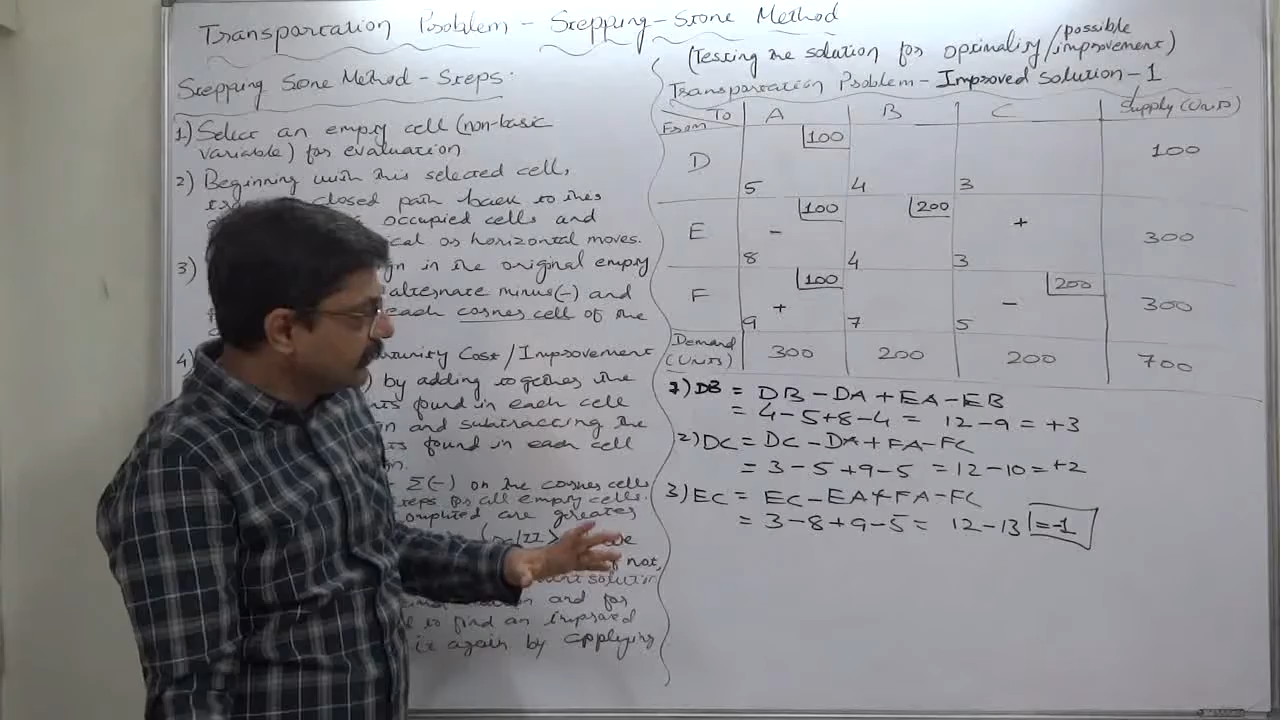 Transportation Problem - Stepping-Stone Method
(Testing the solution for optimality/possible improvement)
Stepping Stone Method - Steps:
1) Select an empty cell (non-basic
variable) for evaluation
2) Beginning with this selected cell,
closed path back to this
occupied cells and
or horizontal moves.
3)
in the original empty
alternate minus(-) and
each corner cell of the
4)
Cost/Improvement
by adding together the
found in each cell
and subtracting the
found in each cell
Σ(-) on the corner cells
for all empty cells.
are greater
not,
solution
and for
to find an improved
it again by applying
Transportation Problem - Improved solution - 1
From To A B C Supply (Units)
D 100 5 4 3 100
E 100 - 8 200 4 + 3 300
F 100 + 9 7 200 - 5 300
Demand (Units) 300 200 200 700
1) DB = DB - DA + EA - EB
= 4 - 5 + 8 - 4 = 12 - 9 = +3
2) DC = DC - DA + FA - FC
= 3 - 5 + 9 - 5 = 12 - 10 = +2
3) EC = EC - EA + FA - FC
= 3 - 8 + 9 - 5 = 12 - 13 = -1